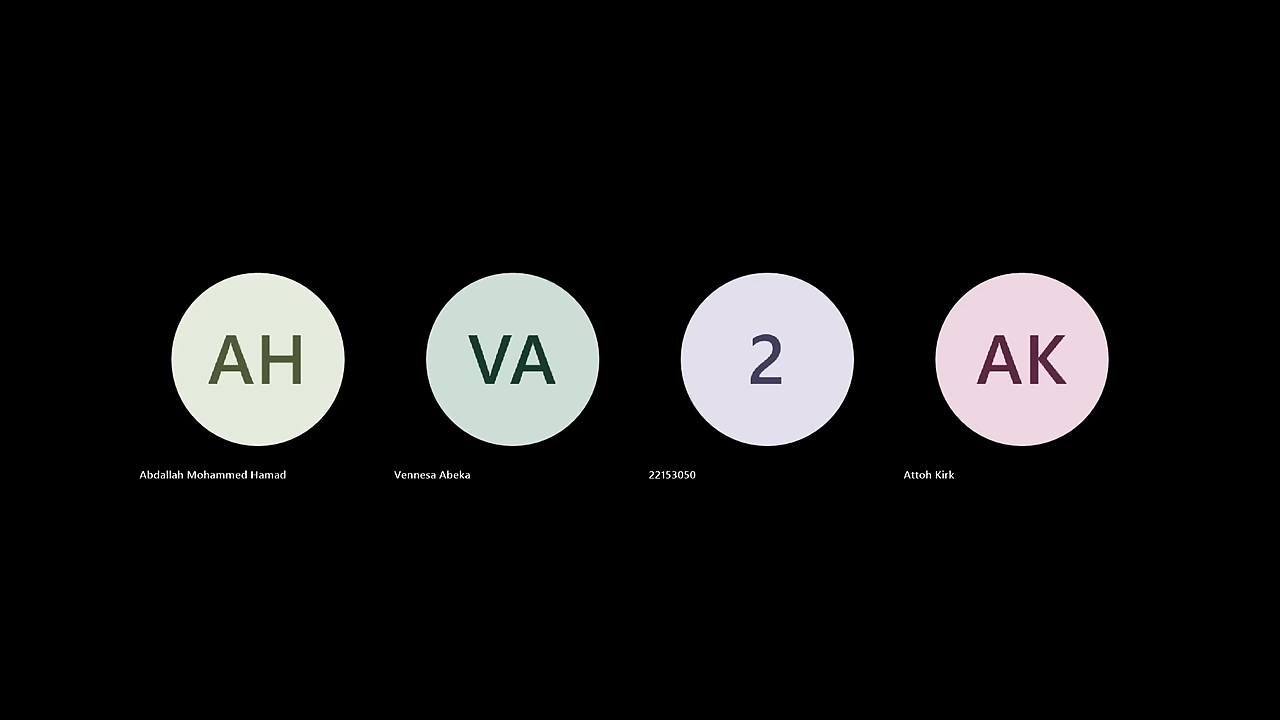 AH
VA
2
AK
Abdallah Mohammed Hamad
Vennesa Abeka
22153050
Attoh Kirk